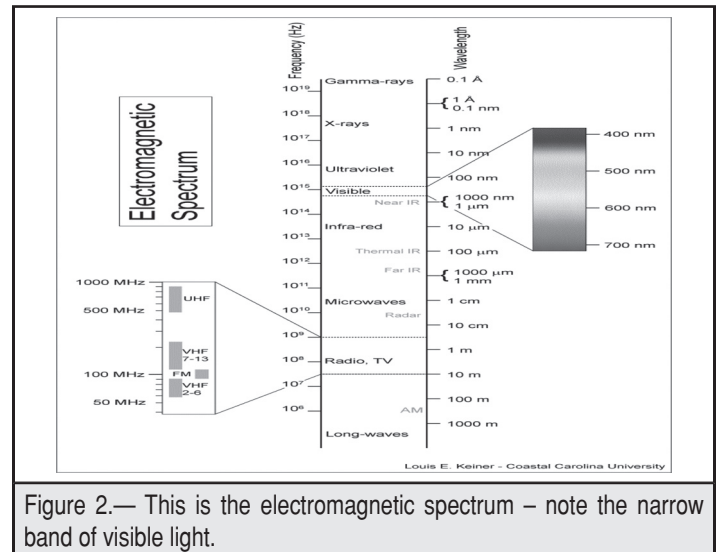 Electromagnetic
Spectrum
Frequency (Hz)
Wavelength
10¹⁹
10¹⁸
10¹⁷
10¹⁶
10¹⁵
10¹⁴
10¹³
10¹²
10¹¹
10¹⁰
10⁹
10⁸
10⁷
10⁶
Gamma-rays
X-rays
Ultraviolet
Visible
Near IR
Infra-red
Thermal IR
Far IR
Microwaves
Radar
Radio, TV
AM
Long-waves
0.1 Å
1 Å
0.1 nm
1 nm
10 nm
100 nm
1000 nm
1 μm
10 μm
100 μm
1000 μm
1 mm
1 cm
10 cm
1 m
10 m
100 m
1000 m
400 nm
500 nm
600 nm
700 nm
1000 MHz
UHF
500 MHz
VHF
7-13
100 MHz
FM
VHF
2-6
50 MHz
Louis E. Keiner - Coastal Carolina University
Figure 2.— This is the electromagnetic spectrum – note the narrow
band of visible light.